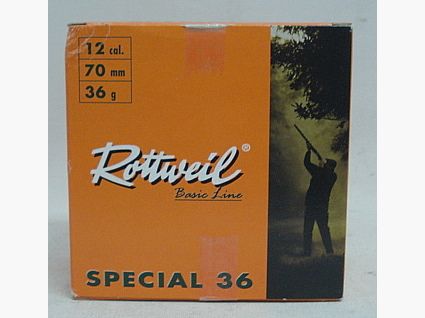 12 cal.
70 mm
36 g
Rottweil®
Basic Line
SPECIAL 36